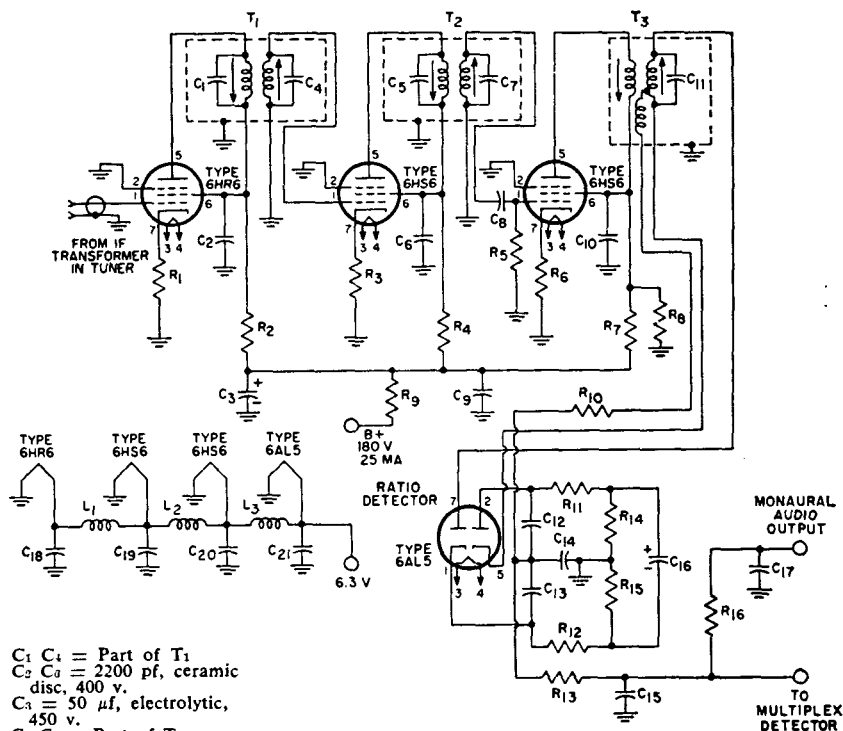 T1
T2
T3
C1
C4
C5
C7
C11
5
5
5
TYPE
6HR6
TYPE
6HS6
TYPE
6HS6
2
1
6
7
3 4
2
1
6
7
3 4
2
1
6
7
3 4
C2
C6
C8
C10
FROM IF
TRANSFORMER
IN TUNER
R1
R3
R5
R6
R2
R4
R7
R8
C3
+
-
R9
C9
R10
B+
180 V
25 MA
TYPE
6HR6
TYPE
6HS6
TYPE
6HS6
TYPE
6AL5
L1
L2
L3
C18
C19
C20
C21
6.3 V
RATIO
DETECTOR
7
2
TYPE
6AL5
1
3
4
5
R11
C12
R14
C14
+
-
C16
C13
R15
R12
R13
C15
MONAURAL
AUDIO
OUTPUT
C17
R16
TO
MULTIPLEX
DETECTOR
C1 C4 = Part of T1
C2 C6 = 2200 pf, ceramic
disc, 400 v.
C3 = 50 μf, electrolytic,
450 v.